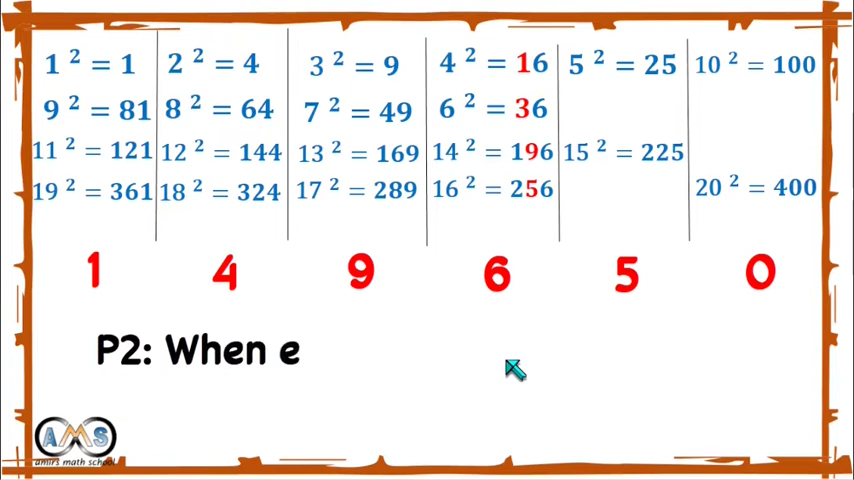 1 ² = 1 2 ² = 4 3 ² = 9 4 ² = 16 5 ² = 25 10 ² = 100
9 ² = 81 8 ² = 64 7 ² = 49 6 ² = 36
11 ² = 121 12 ² = 144 13 ² = 169 14 ² = 196 15 ² = 225
19 ² = 361 18 ² = 324 17 ² = 289 16 ² = 256 20 ² = 400
1 4 9 6 5 0
P2: When e
AMS
amirs math school